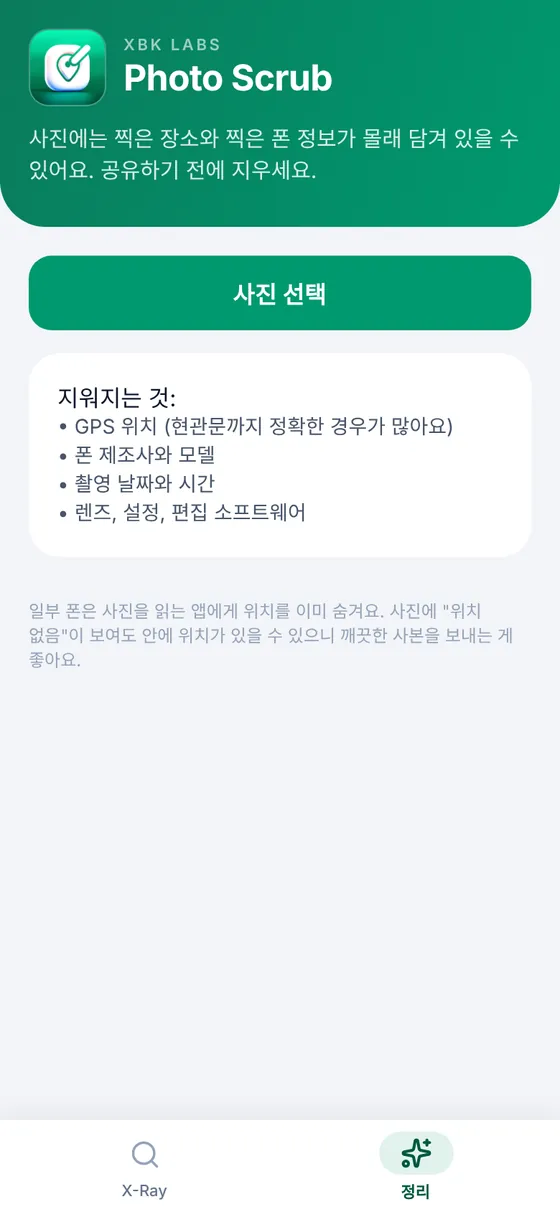 XBK LABS
Photo Scrub
사진에는 찍은 장소와 찍은 폰 정보가 몰래 담겨 있을 수
있어요. 공유하기 전에 지우세요.
사진 선택
지워지는 것:
• GPS 위치 (현관문까지 정확한 경우가 많아요)
• 폰 제조사와 모델
• 촬영 날짜와 시간
• 렌즈, 설정, 편집 소프트웨어
일부 폰은 사진을 읽는 앱에게 위치를 이미 숨겨요. 사진에 "위치
없음"이 보여도 안에 위치가 있을 수 있으니 깨끗한 사본을 보내는 게
좋아요.
X-Ray
정리